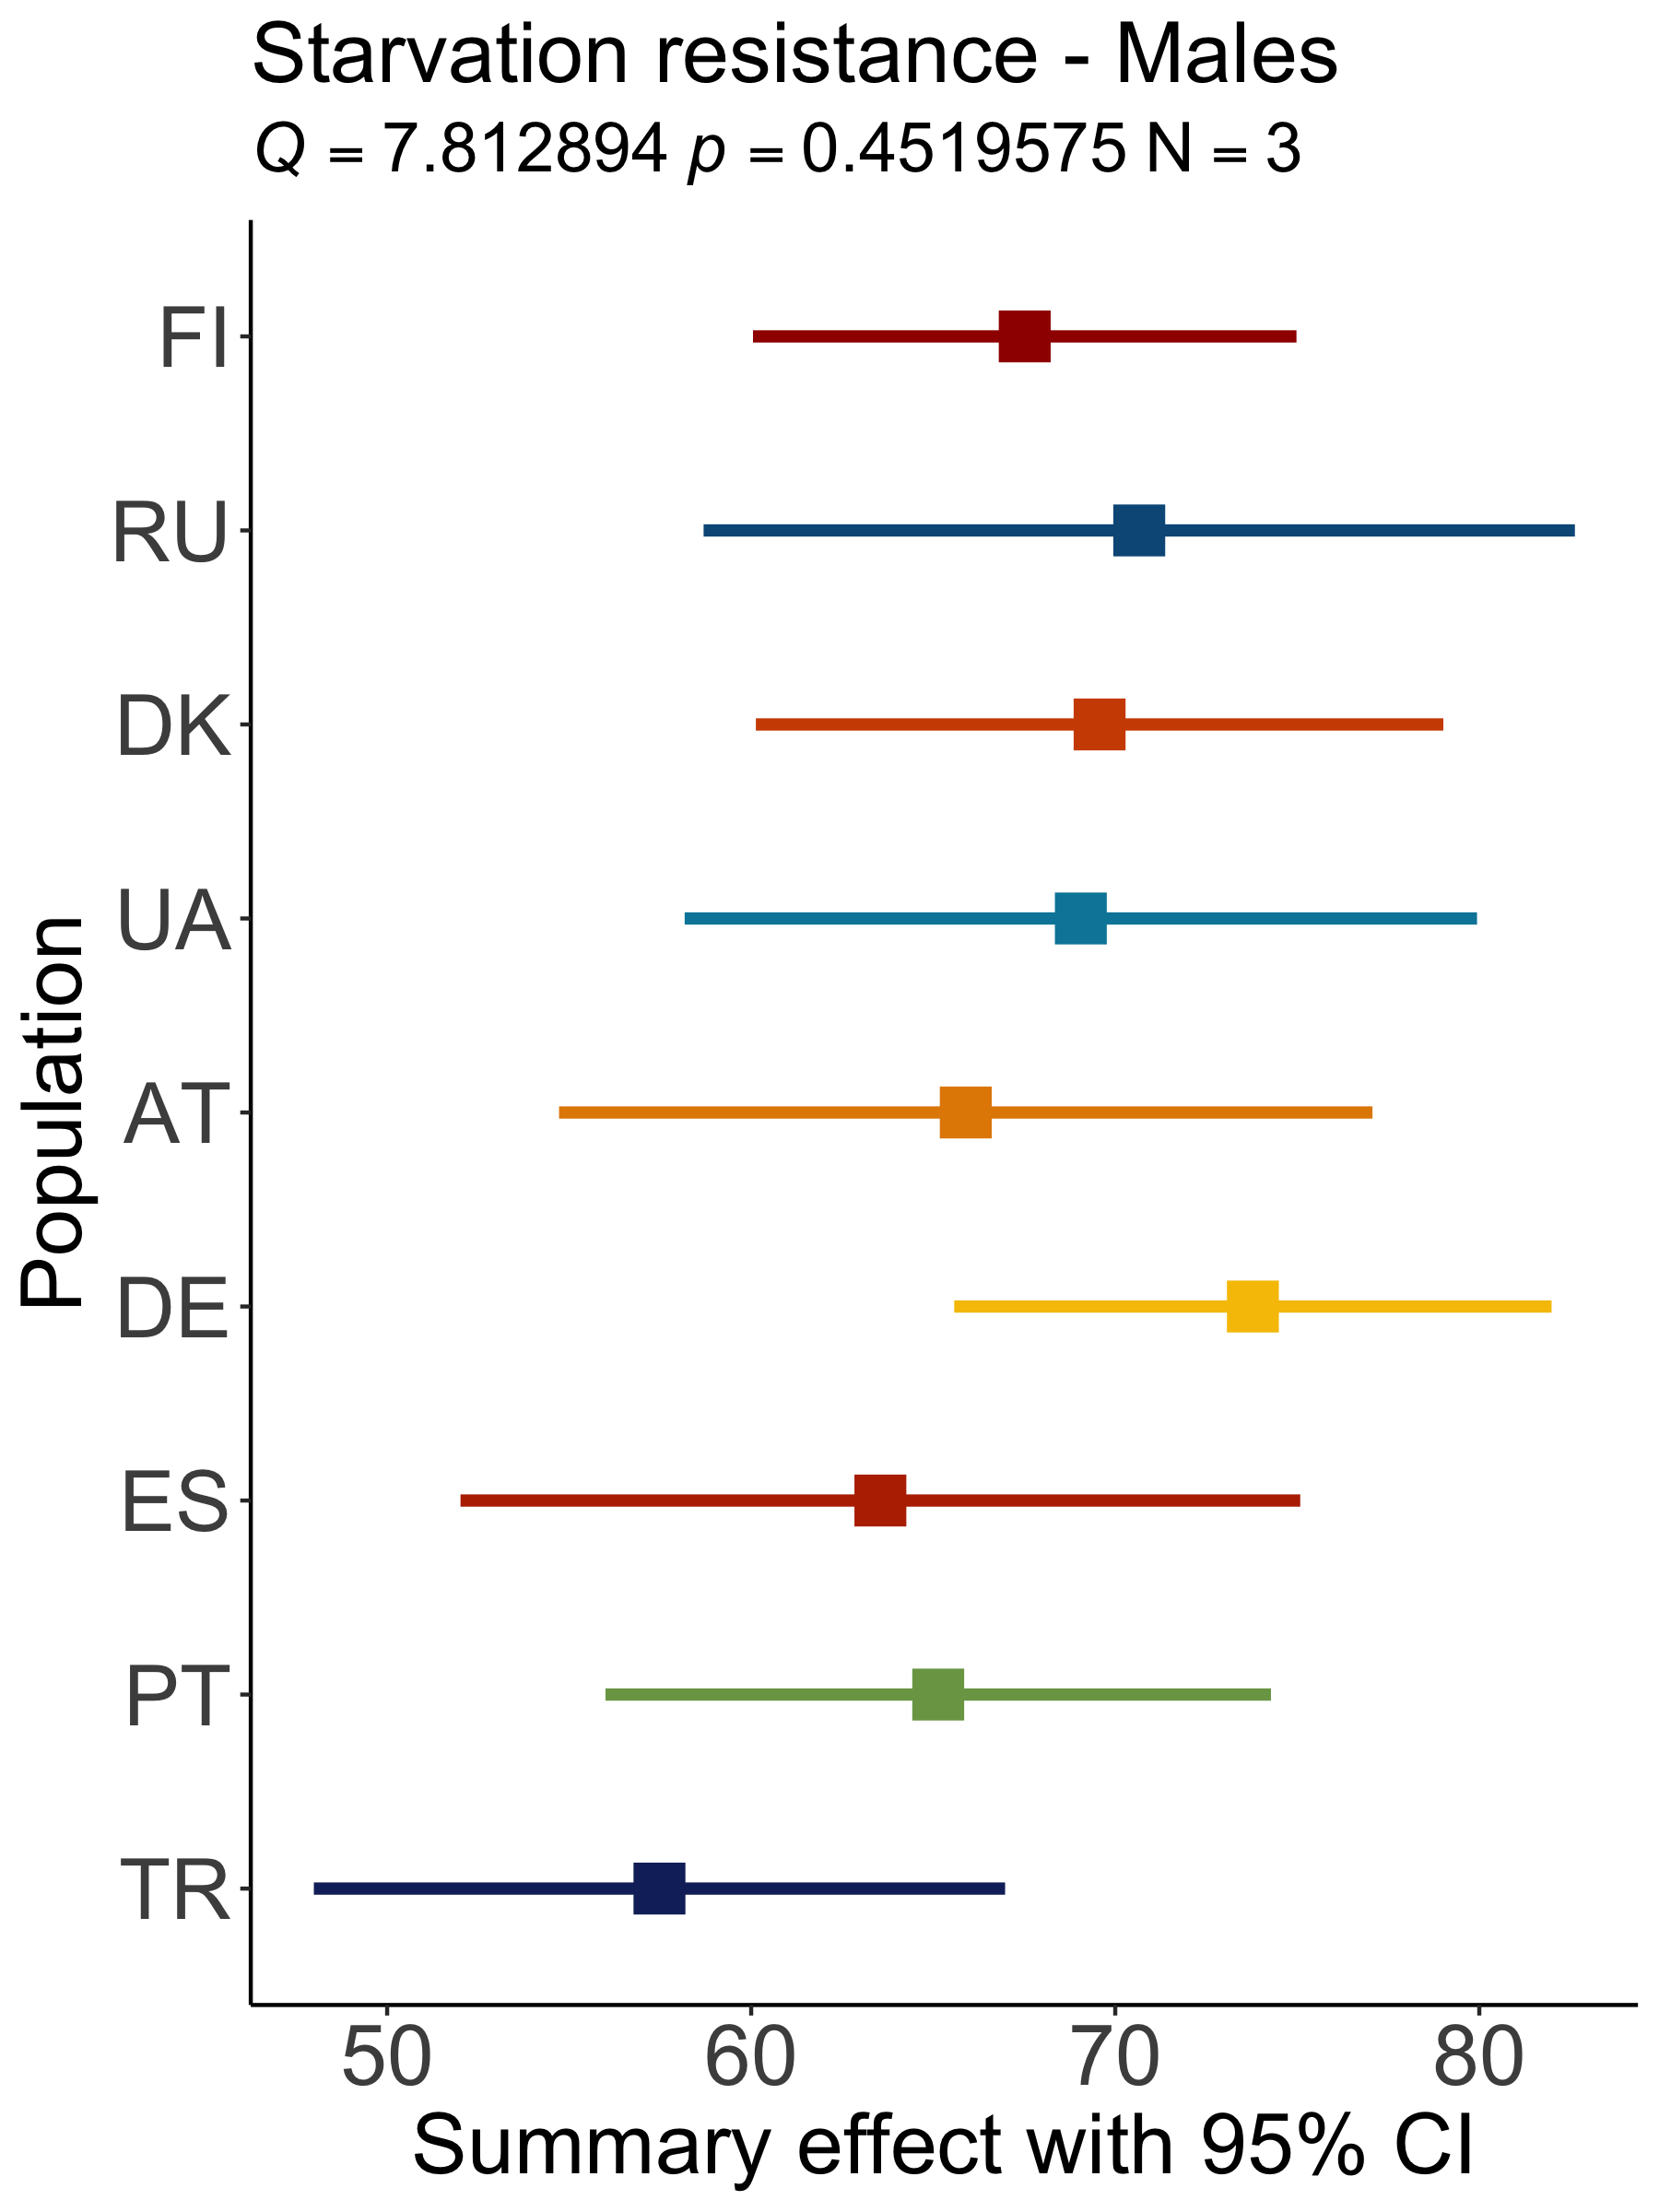 Starvation resistance - Males
Q = 7.812894 p = 0.4519575 N = 3
Population
FI
RU
DK
UA
AT
DE
ES
PT
TR
50 60 70 80
Summary effect with 95% CI